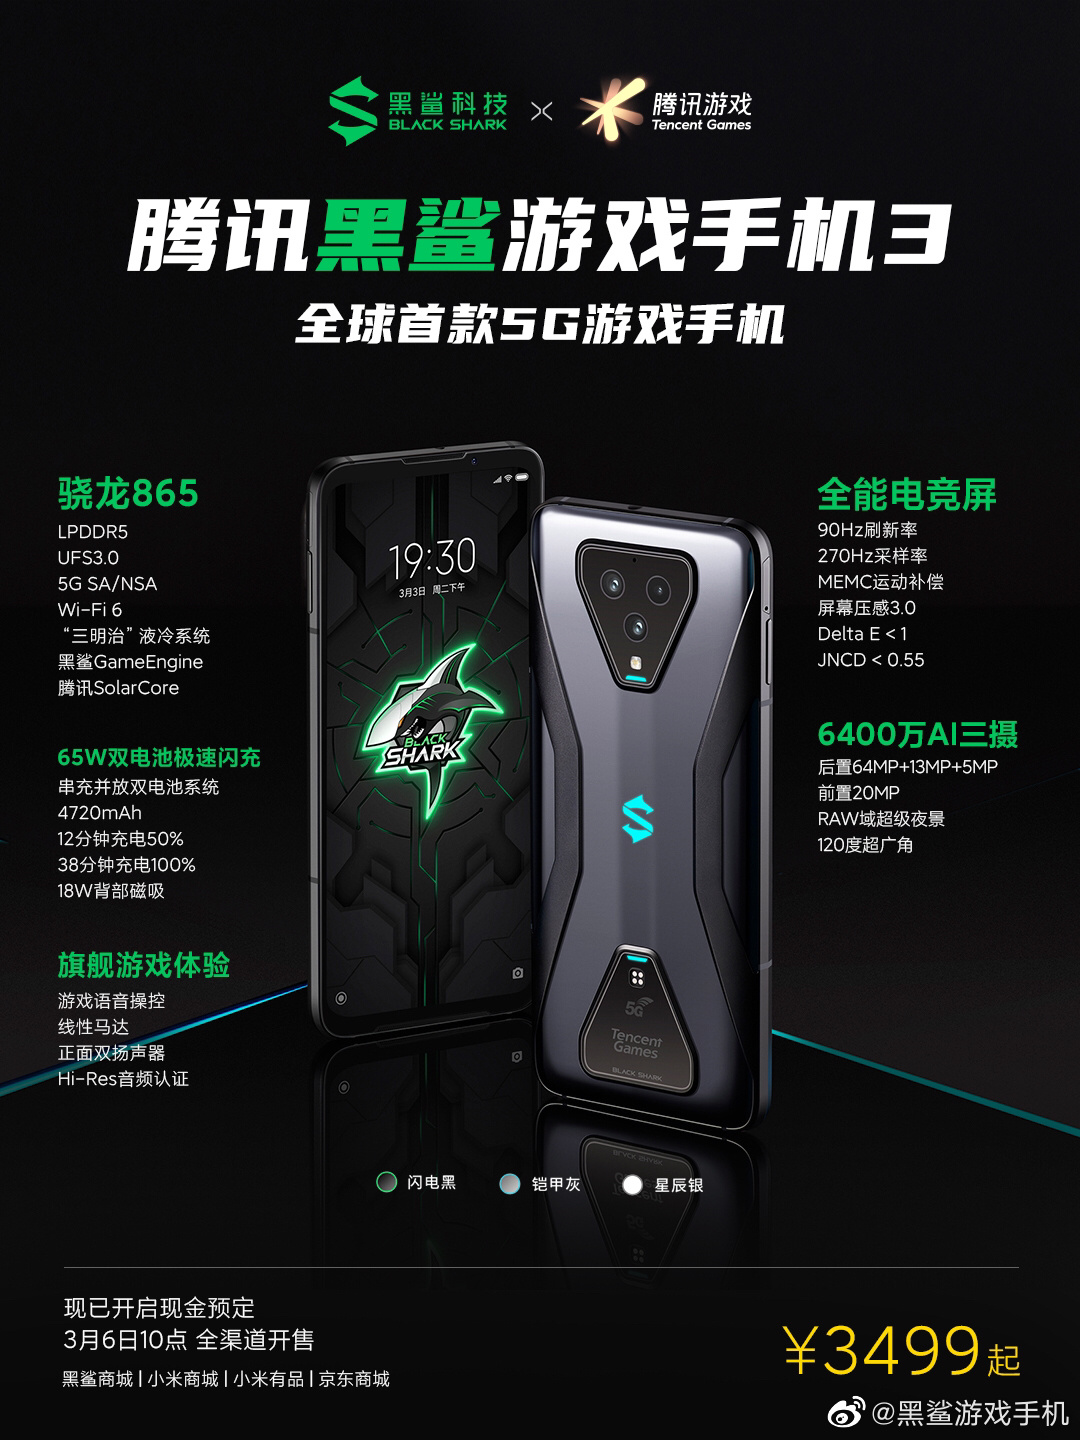 黑鲨科技
BLACK SHARK
腾讯游戏
Tencent Games
腾讯黑鲨游戏手机3
全球首款5G游戏手机
骁龙865
LPDDR5
UFS3.0
5G SA/NSA
Wi-Fi 6
“三明治”液冷系统
黑鲨GameEngine
腾讯SolarCore
65W双电池极速闪充
串充并放双电池系统
4720mAh
12分钟充电50%
38分钟充电100%
18W背部磁吸
旗舰游戏体验
游戏语音操控
线性马达
正面双扬声器
Hi-Res音频认证
19:30
3月3日 周二下午
BLACK
SHARK
5G
Tencent
Games
BLACK SHARK
全能电竞屏
90Hz刷新率
270Hz采样率
MEMC运动补偿
屏幕压感3.0
Delta E < 1
JNCD < 0.55
6400万AI三摄
后置64MP+13MP+5MP
前置20MP
RAW域超级夜景
120度超广角
闪电黑 铠甲灰 星辰银
现已开启现金预定
3月6日10点 全渠道开售
黑鲨商城 | 小米商城 | 小米有品 | 京东商城
¥3499起
@黑鲨游戏手机